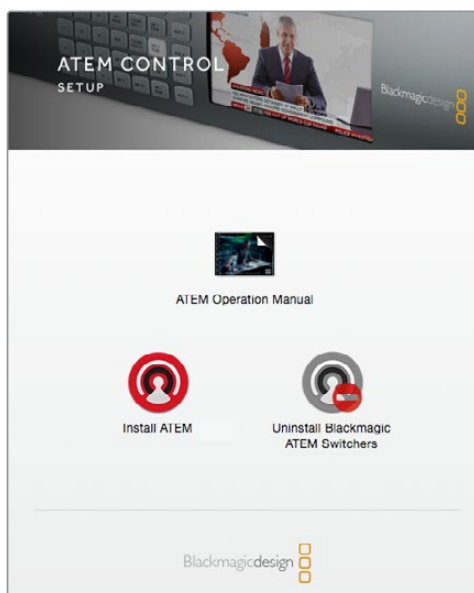 ATEM CONTROL
SETUP
Blackmagicdesign
ATEM Operation Manual
Install ATEM
Uninstall Blackmagic
ATEM Switchers
Blackmagicdesign